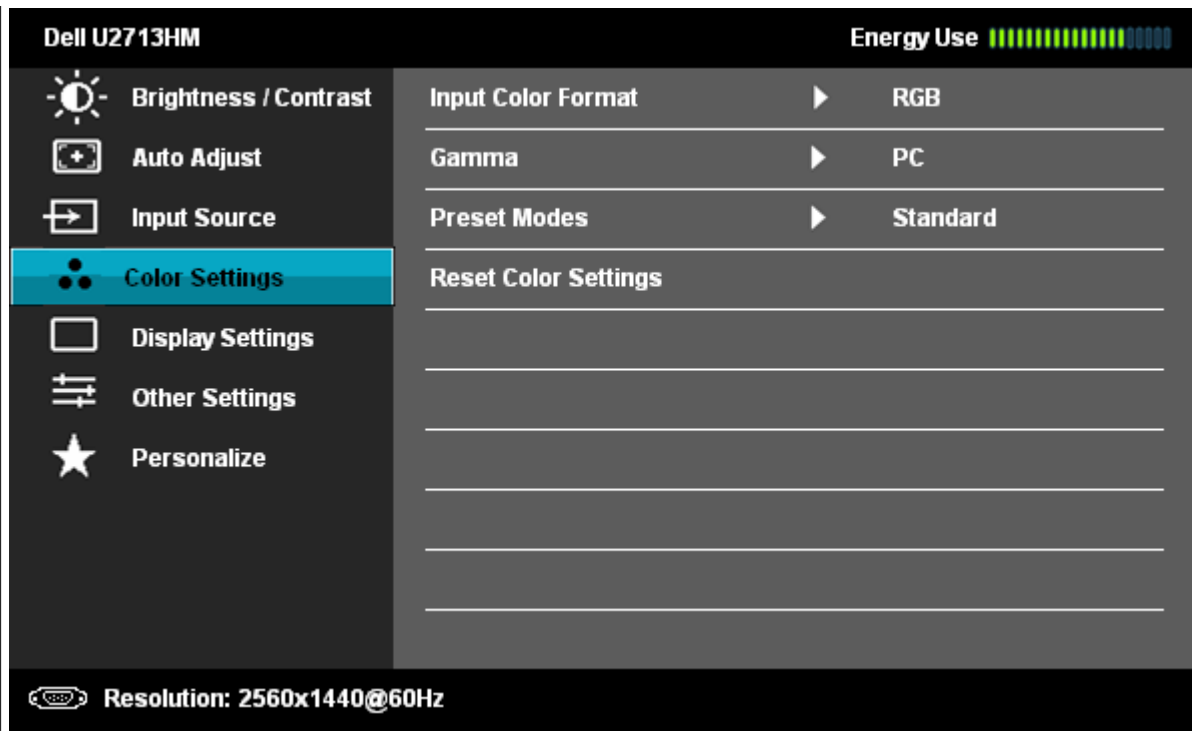 Dell U2713HM Energy Use
Brightness / Contrast Input Color Format RGB
Auto Adjust Gamma PC
Input Source Preset Modes Standard
Color Settings Reset Color Settings
Display Settings
Other Settings
Personalize
Resolution: 2560x1440@60Hz